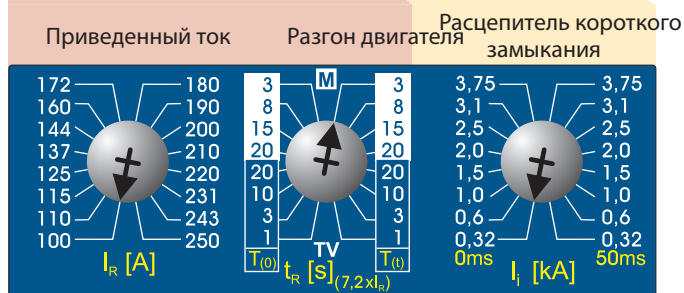 Приведенный ток
Разгон двигателя
Расцепитель короткого
замыкания
172 180
160 190
144 200
137 210
125 220
115 231
110 243
100 250
I_R [A]
M
3 3
8 8
15 15
20 20
20 20
10 10
3 3
1 1
TV
T(0) T(t)
t_R [s](7,2xI_R)
3,75 3,75
3,1 3,1
2,5 2,5
2,0 2,0
1,5 1,5
1,0 1,0
0,6 0,6
0,32 0,32
0ms 50ms
I_i [kA]